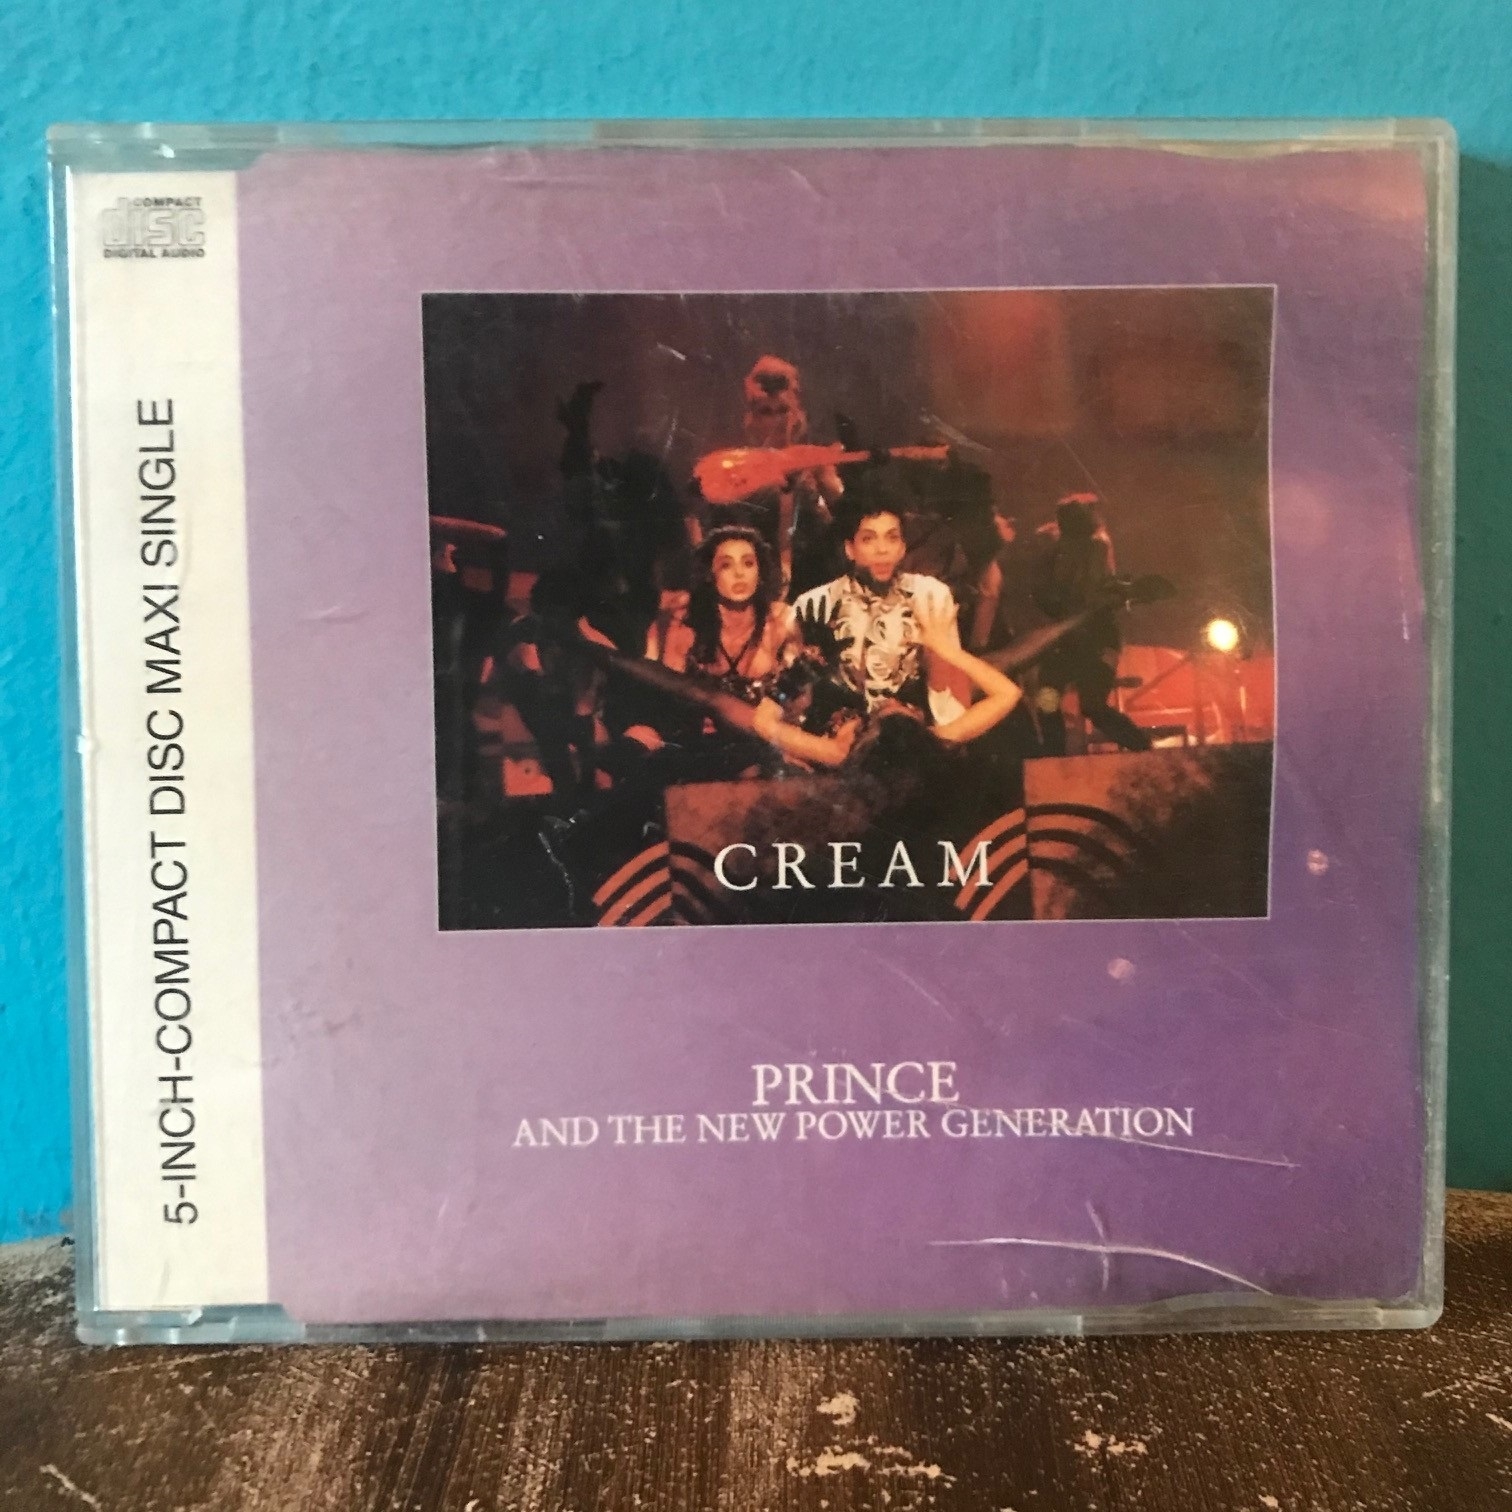 COMPACT
disc
DIGITAL AUDIO
5-INCH-COMPACT DISC MAXI SINGLE
CREAM
PRINCE
AND THE NEW POWER GENERATION